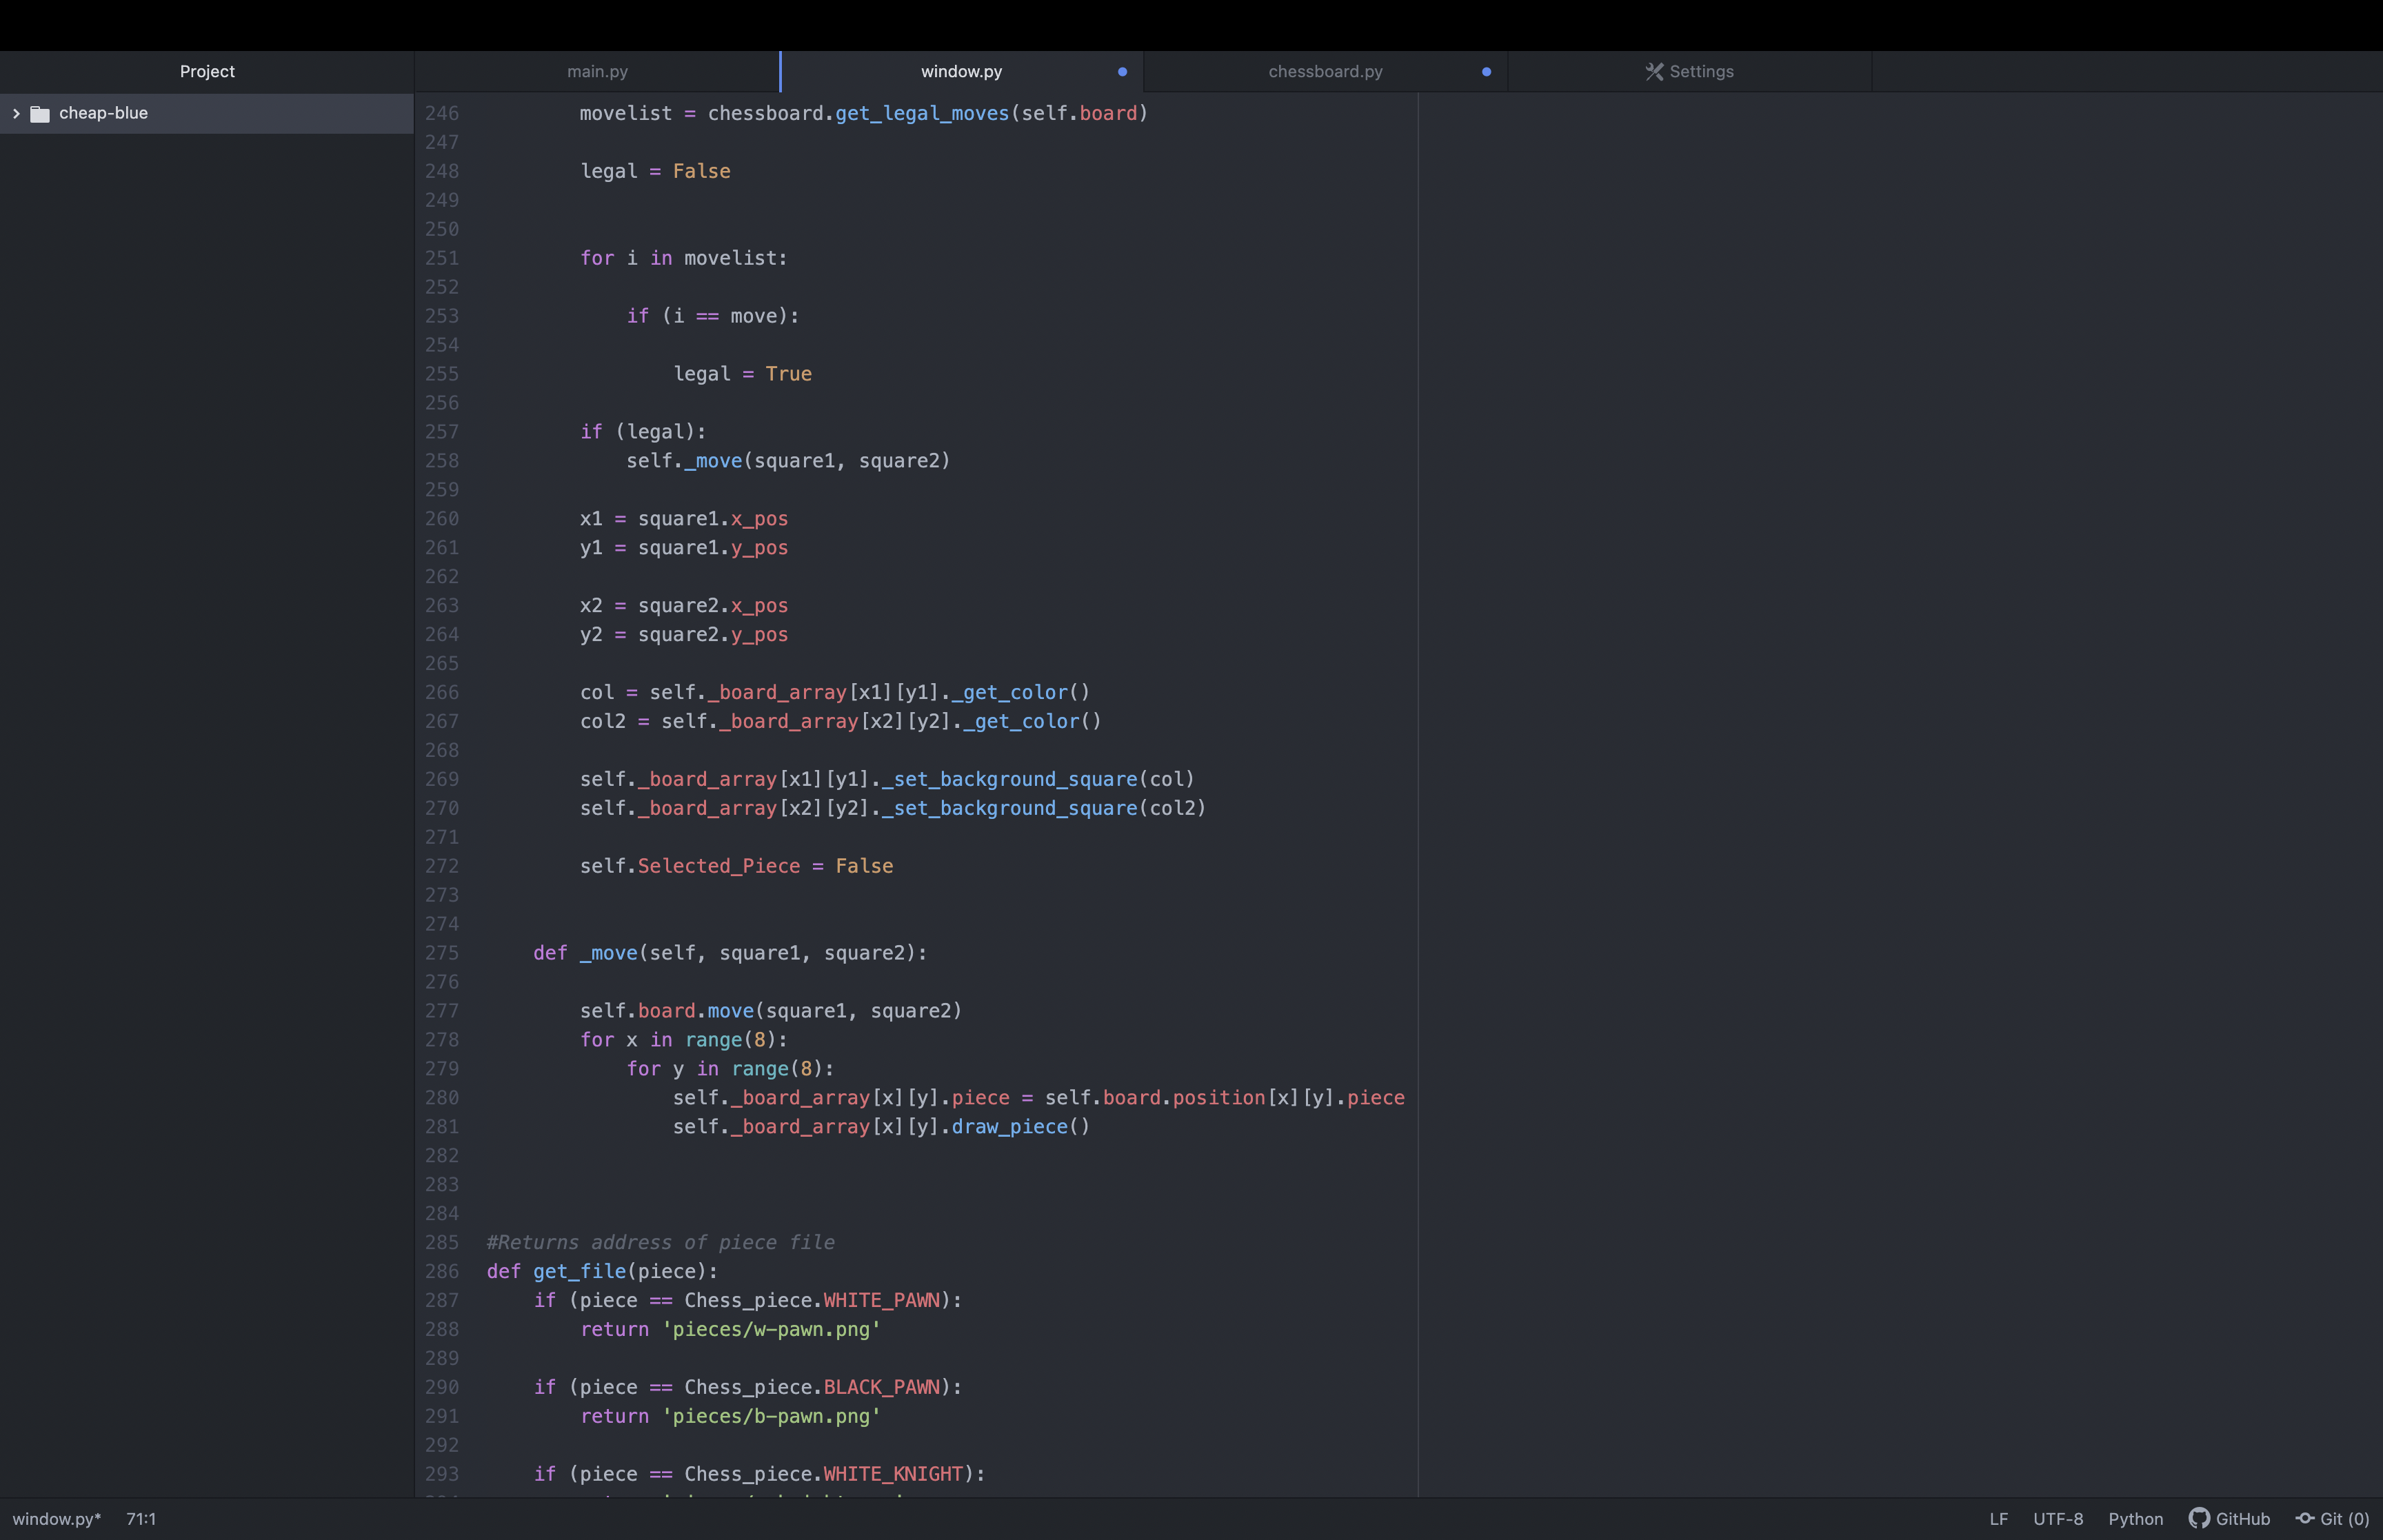 Project
main.py
window.py
chessboard.py
Settings
cheap-blue
246 movelist = chessboard.get_legal_moves(self.board)
247
248 legal = False
249
250
251 for i in movelist:
252
253 if (i == move):
254
255 legal = True
256
257 if (legal):
258 self._move(square1, square2)
259
260 x1 = square1.x_pos
261 y1 = square1.y_pos
262
263 x2 = square2.x_pos
264 y2 = square2.y_pos
265
266 col = self._board_array[x1][y1]._get_color()
267 col2 = self._board_array[x2][y2]._get_color()
268
269 self._board_array[x1][y1]._set_background_square(col)
270 self._board_array[x2][y2]._set_background_square(col2)
271
272 self.Selected_Piece = False
273
274
275 def _move(self, square1, square2):
276
277 self.board.move(square1, square2)
278 for x in range(8):
279 for y in range(8):
280 self._board_array[x][y].piece = self.board.position[x][y].piece
281 self._board_array[x][y].draw_piece()
282
283
284
285 #Returns address of piece file
286 def get_file(piece):
287 if (piece == Chess_piece.WHITE_PAWN):
288 return 'pieces/w-pawn.png'
289
290 if (piece == Chess_piece.BLACK_PAWN):
291 return 'pieces/b-pawn.png'
292
293 if (piece == Chess_piece.WHITE_KNIGHT):
window.py* 71:1 LF UTF-8 Python GitHub Git (0)